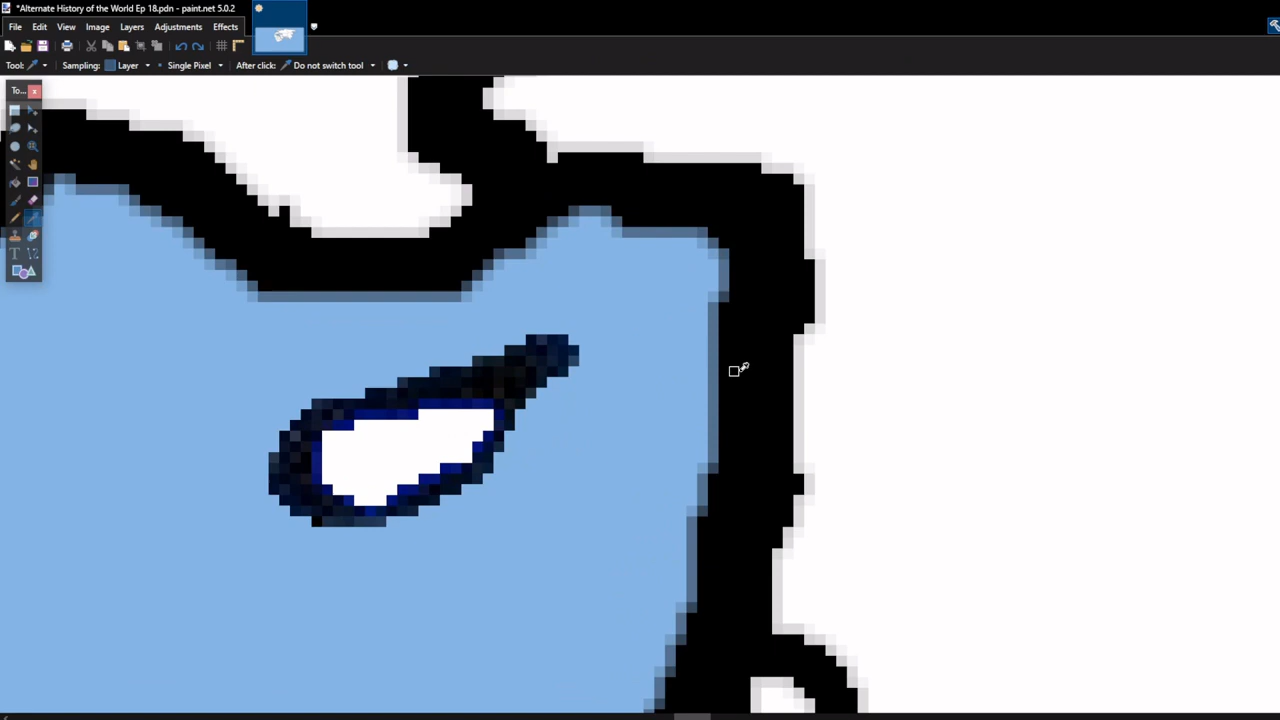 *Alternate History of the World Ep 18.pdn - paint.net 5.0.2
File Edit View Image Layers Adjustments Effects
Tool: Sampling: Layer Single Pixel After click: Do not switch tool
To... x
T